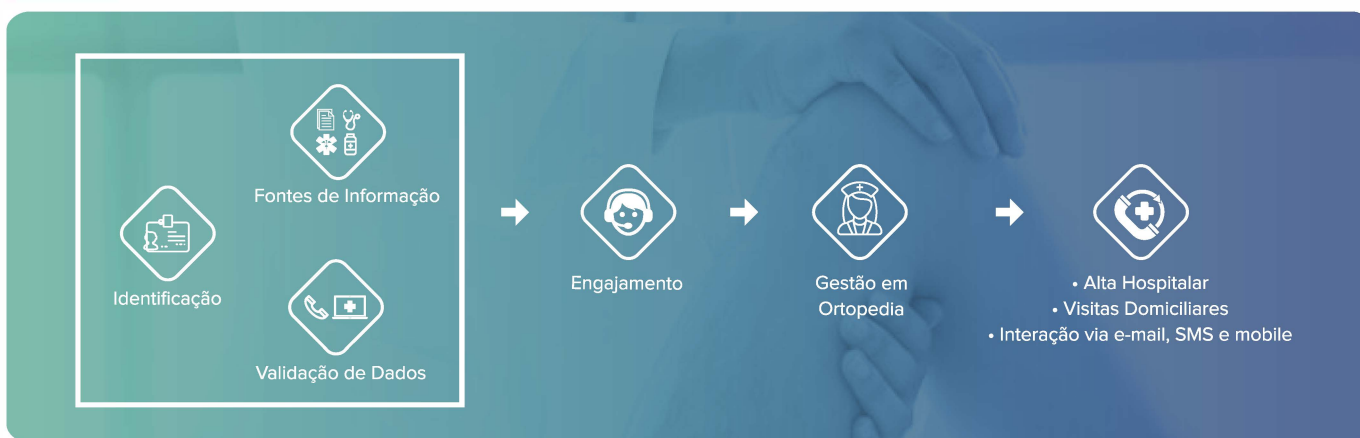 Identificação
Fontes de Informação
Validação de Dados
Engajamento
Gestão em
Ortopedia
• Alta Hospitalar
• Visitas Domiciliares
• Interação via e-mail, SMS e mobile